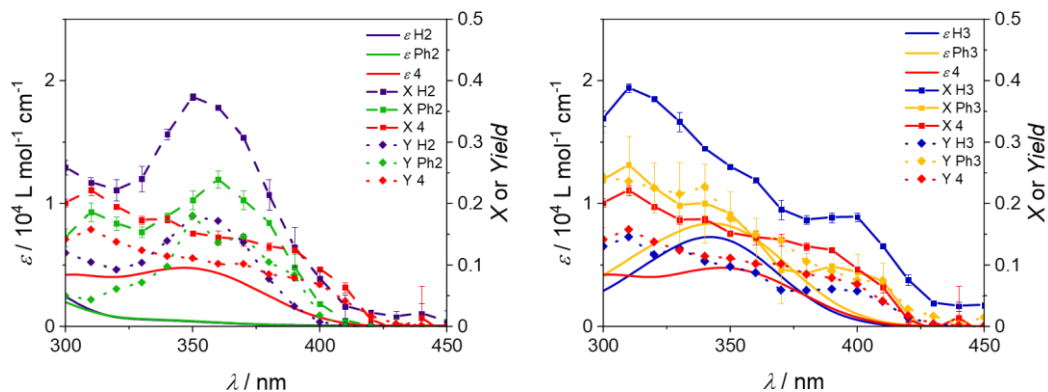 ε / 10⁴ L mol⁻¹ cm⁻¹
2
1
0
300
350
400
450
λ / nm
0.5
0.4
0.3
0.2
0.1
0.0
X or Yield
ε H2
ε Ph2
ε 4
X H2
X Ph2
X 4
Y H2
Y Ph2
Y 4
ε / 10⁴ L mol⁻¹ cm⁻¹
2
1
0
300
350
400
450
λ / nm
0.5
0.4
0.3
0.2
0.1
0.0
X or Yield
ε H3
ε Ph3
ε 4
X H3
X Ph3
X 4
Y H3
Y Ph3
Y 4